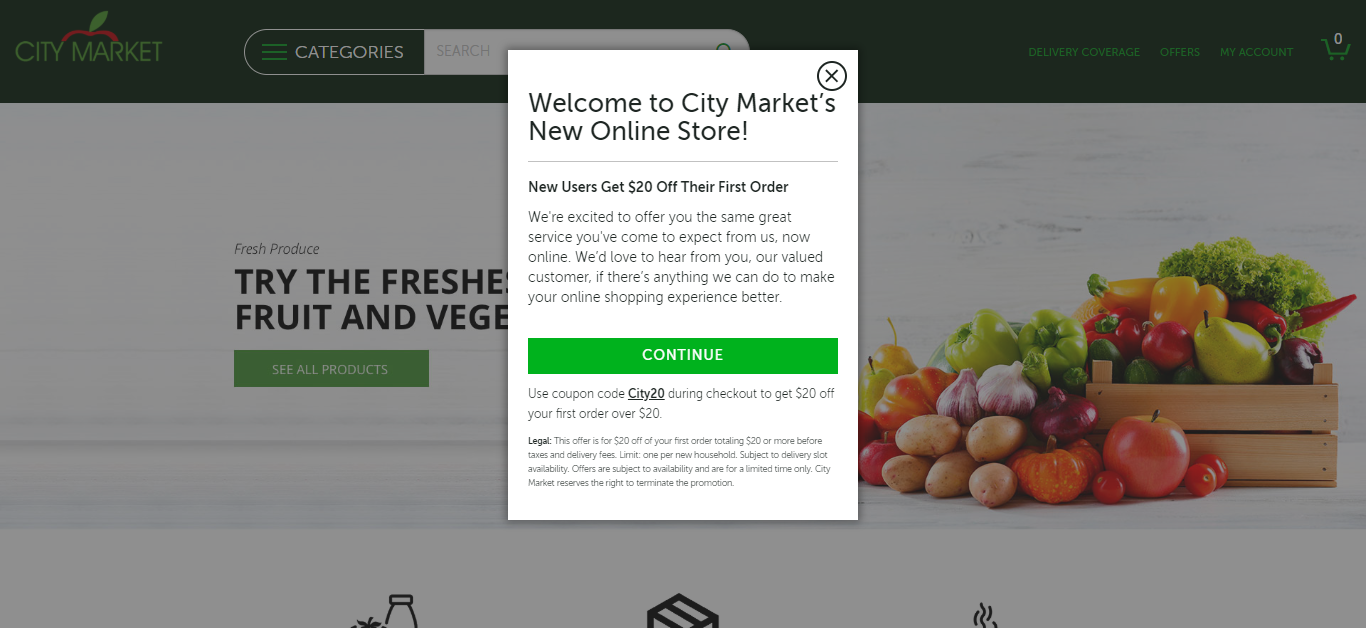 CITY MARKET
CATEGORIES
SEARCH
DELIVERY COVERAGE
OFFERS
MY ACCOUNT
0
Welcome to City Market’s
New Online Store!
New Users Get $20 Off Their First Order
We're excited to offer you the same great
service you've come to expect from us, now
online. We’d love to hear from you, our valued
customer, if there’s anything we can do to make
your online shopping experience better.
CONTINUE
Use coupon code City20 during checkout to get $20 off
your first order over $20.
Legal: This offer is for $20 off of your first order totaling $20 or more before
taxes and delivery fees. Limit: one per new household. Subject to delivery slot
availability. Offers are subject to availability and are for a limited time only. City
Market reserves the right to terminate the promotion.
Fresh Produce
TRY THE FRESHES
FRUIT AND VEGE
SEE ALL PRODUCTS